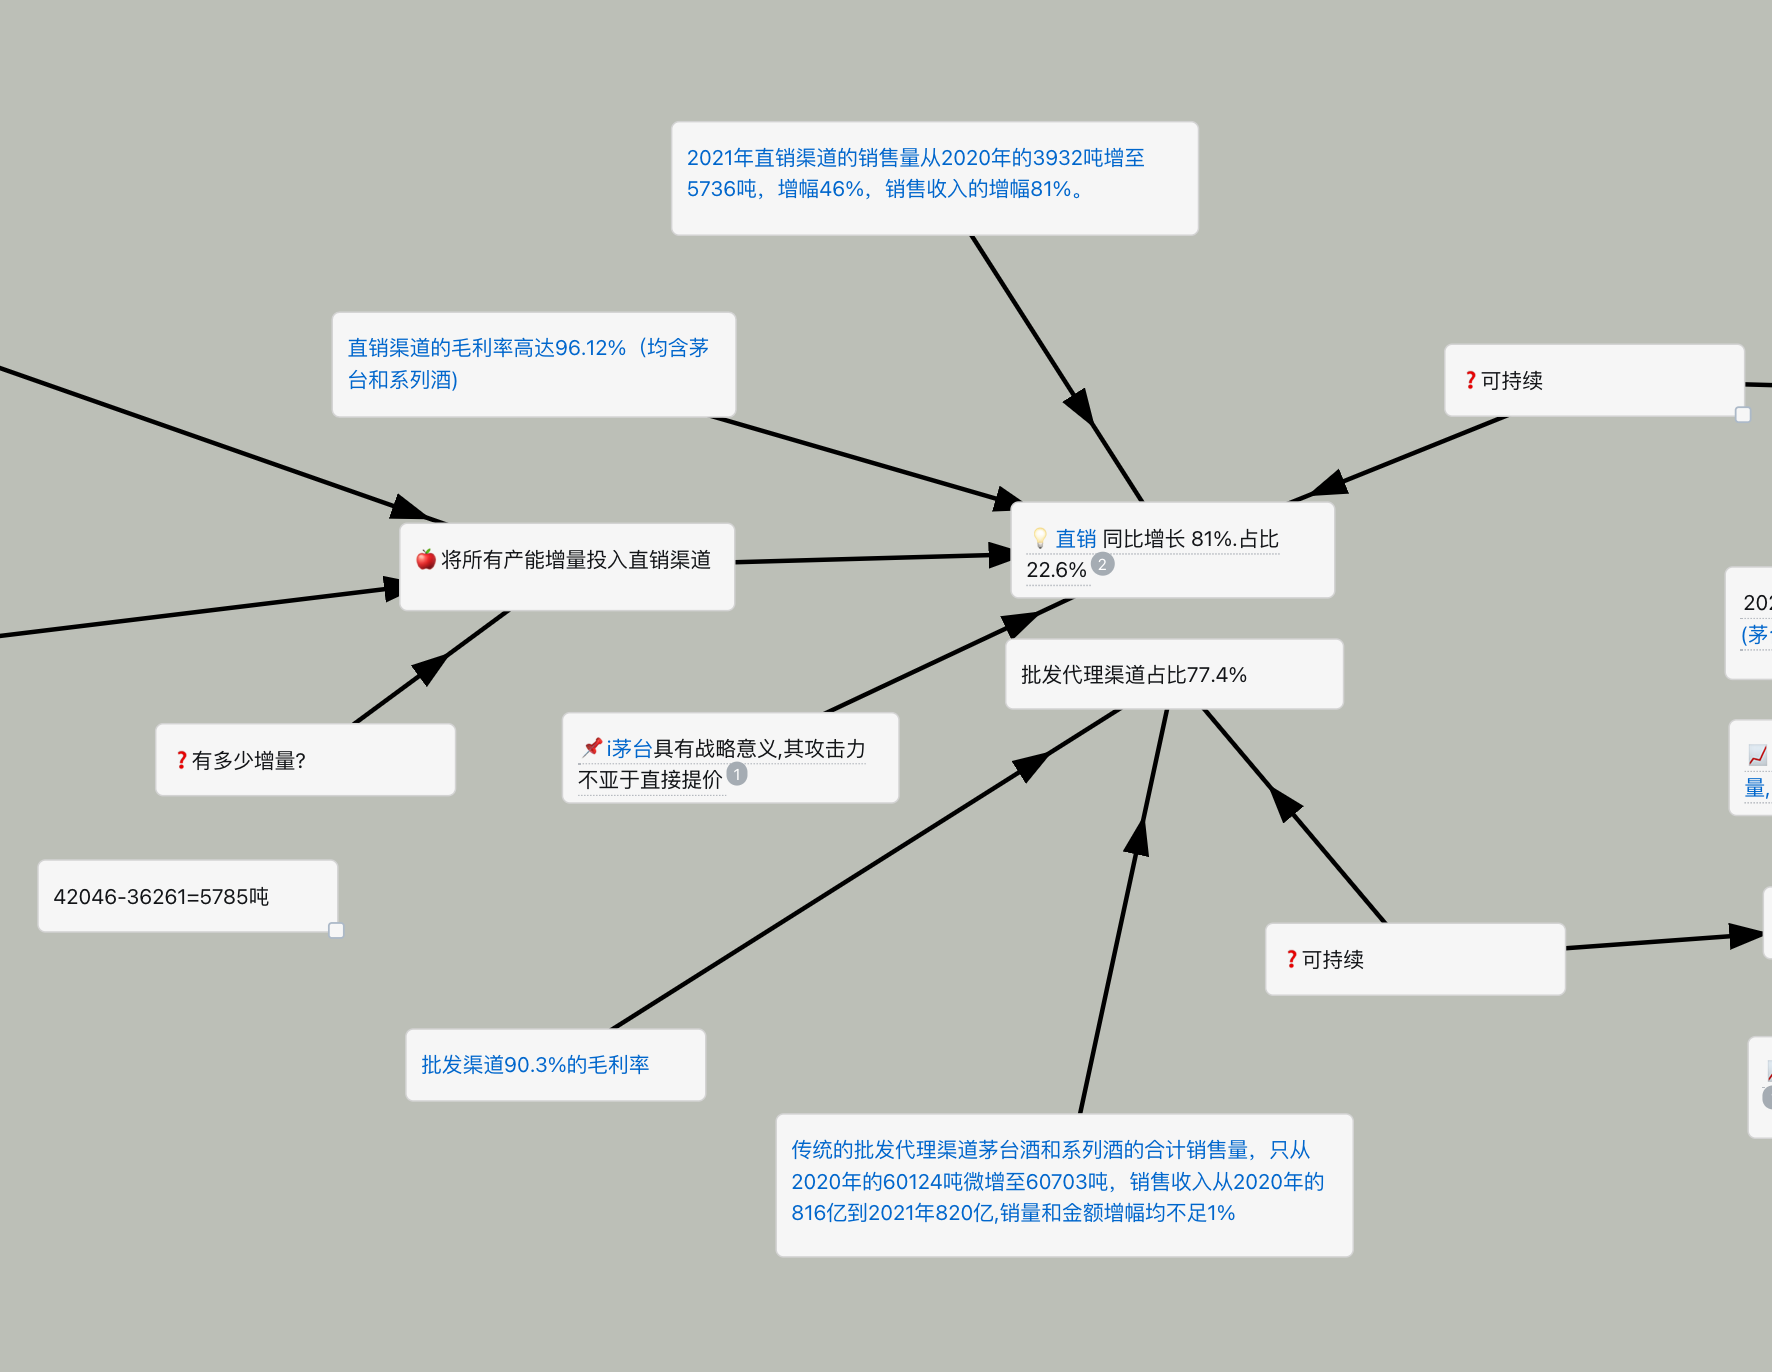 2021年直销渠道的销售量从2020年的3932吨增至
5736吨，增幅46%，销售收入的增幅81%。
直销渠道的毛利率高达96.12%（均含茅
台和系列酒)
❓可持续
🍎将所有产能增量投入直销渠道
💡直销 同比增长 81%.占比
22.6% 2
202
(茅
批发代理渠道占比77.4%
❓有多少增量?
📌i茅台具有战略意义,其攻击力
不亚于直接提价 1
📈
量,
42046-36261=5785吨
❓可持续
批发渠道90.3%的毛利率
传统的批发代理渠道茅台酒和系列酒的合计销售量，只从
2020年的60124吨微增至60703吨，销售收入从2020年的
816亿到2021年820亿,销量和金额增幅均不足1%